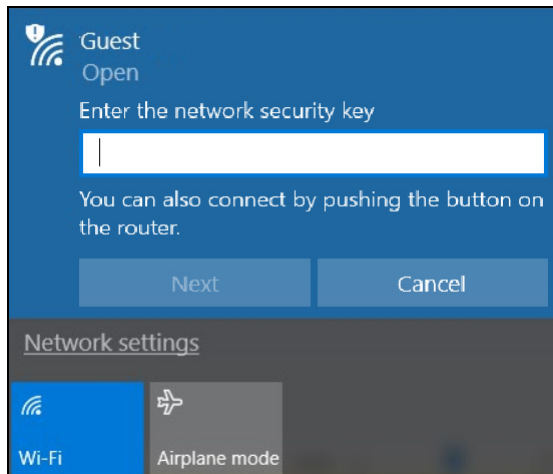 Guest
Open
Enter the network security key
You can also connect by pushing the button on
the router.
Next
Cancel
Network settings
Wi-Fi
Airplane mode